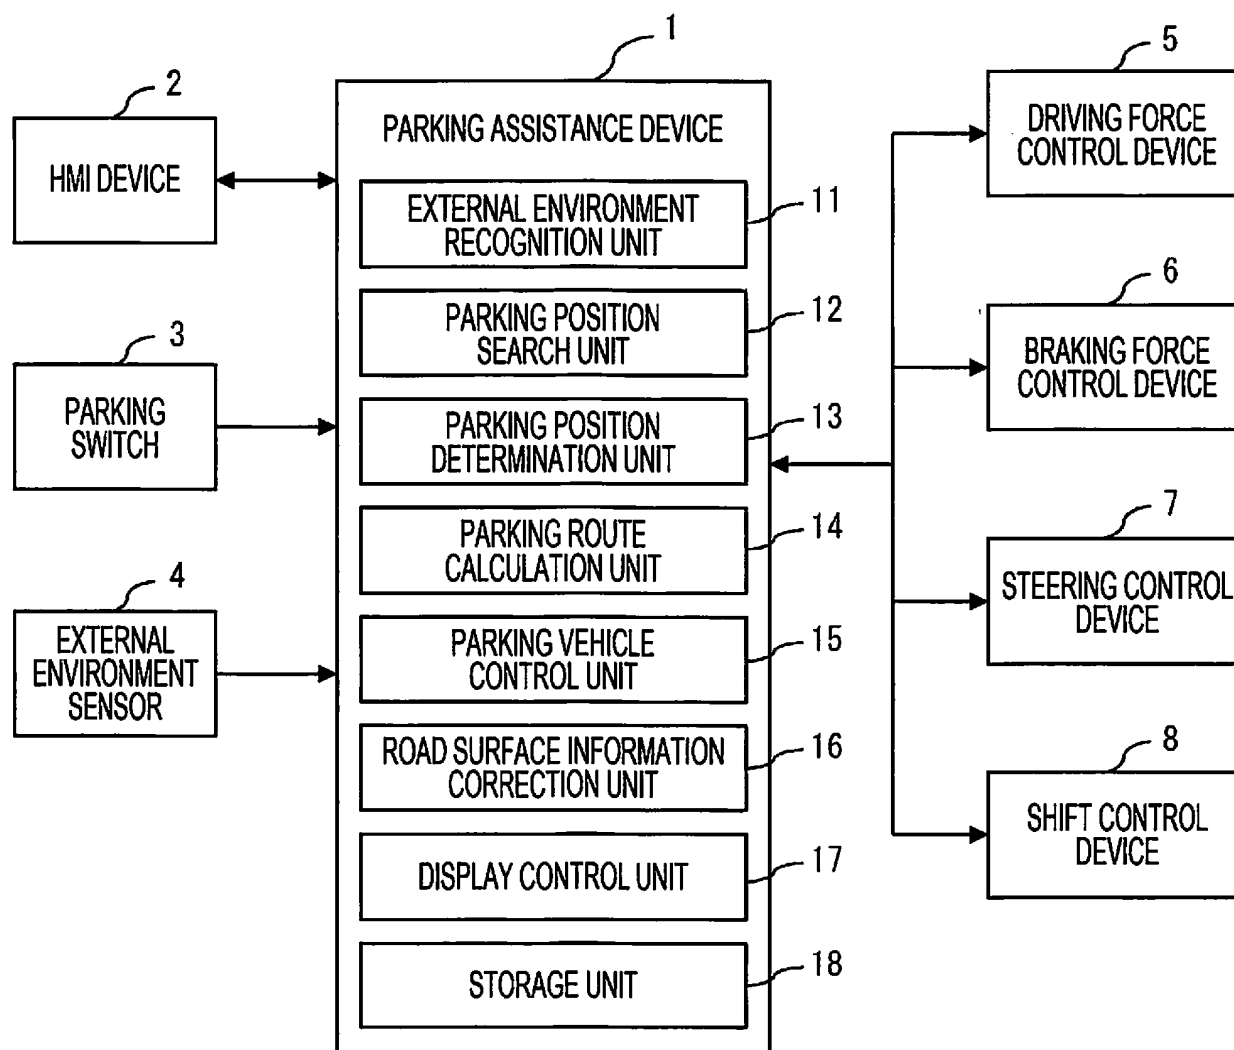 1
PARKING ASSISTANCE DEVICE
2
HMI DEVICE
3
PARKING
SWITCH
4
EXTERNAL
ENVIRONMENT
SENSOR
EXTERNAL ENVIRONMENT
RECOGNITION UNIT
11
PARKING POSITION
SEARCH UNIT
12
PARKING POSITION
DETERMINATION UNIT
13
PARKING ROUTE
CALCULATION UNIT
14
PARKING VEHICLE
CONTROL UNIT
15
ROAD SURFACE INFORMATION
CORRECTION UNIT
16
DISPLAY CONTROL UNIT
17
STORAGE UNIT
18
5
DRIVING FORCE
CONTROL DEVICE
6
BRAKING FORCE
CONTROL DEVICE
7
STEERING CONTROL
DEVICE
8
SHIFT CONTROL
DEVICE